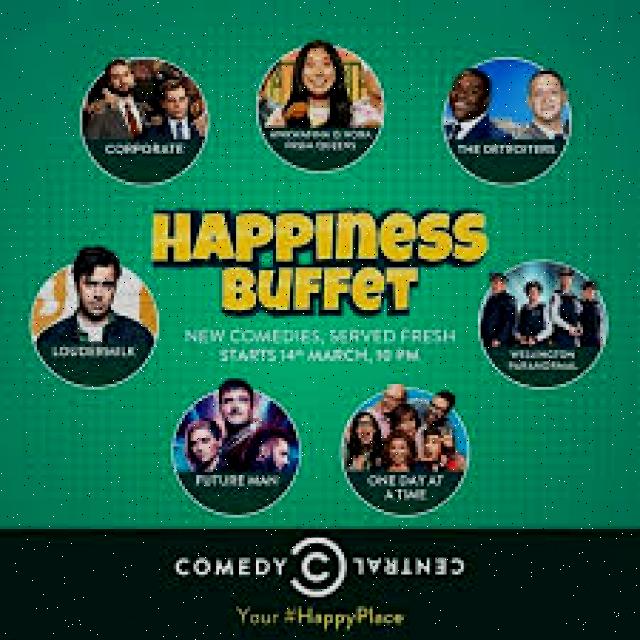 CORPORATE
AWKWAFINA IS NORA
FROM QUEENS
THE DETROITERS
HAPPINESS
BUFFET
LOUDERMILK
NEW COMEDIES, SERVED FRESH
STARTS 14TH MARCH, 10 PM
WELLINGTON
PARANORMAL
FUTURE MAN
ONE DAY AT
A TIME
COMEDY CENTRAL
Your #HappyPlace